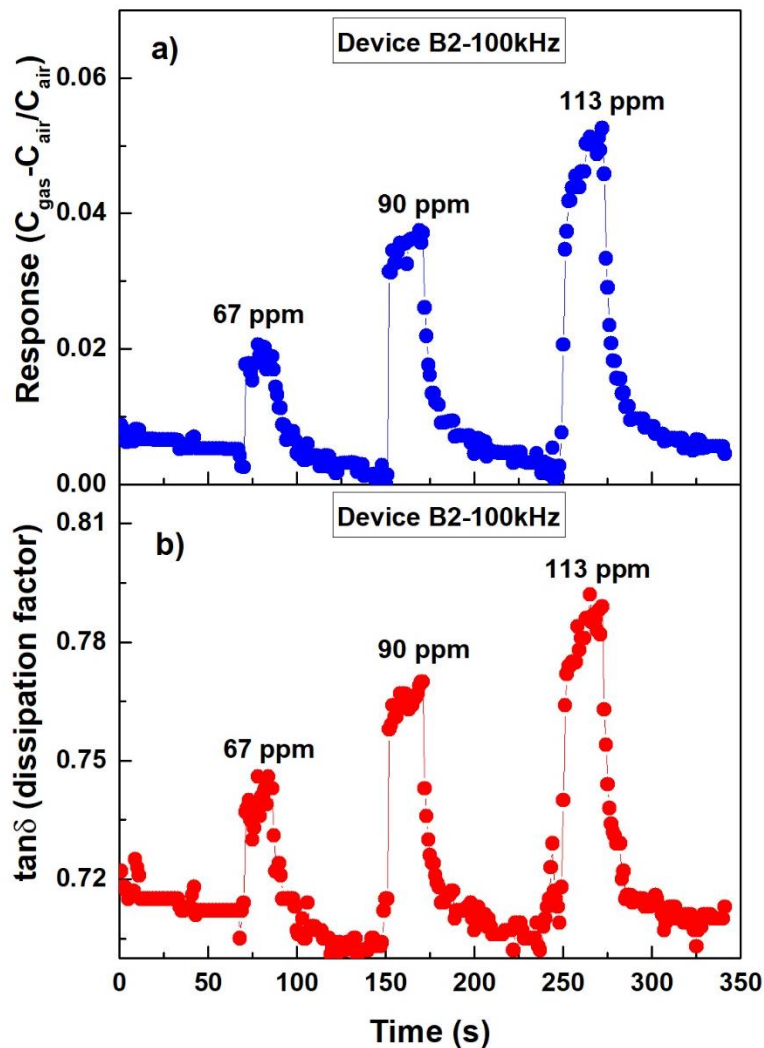 Device B2-100kHz
a)
0.06
0.04
0.02
0.00
Response (C_gas-C_air/C_air)
67 ppm
90 ppm
113 ppm
Device B2-100kHz
b)
0.81
0.78
0.75
0.72
tanδ (dissipation factor)
67 ppm
90 ppm
113 ppm
0 50 100 150 200 250 300 350
Time (s)